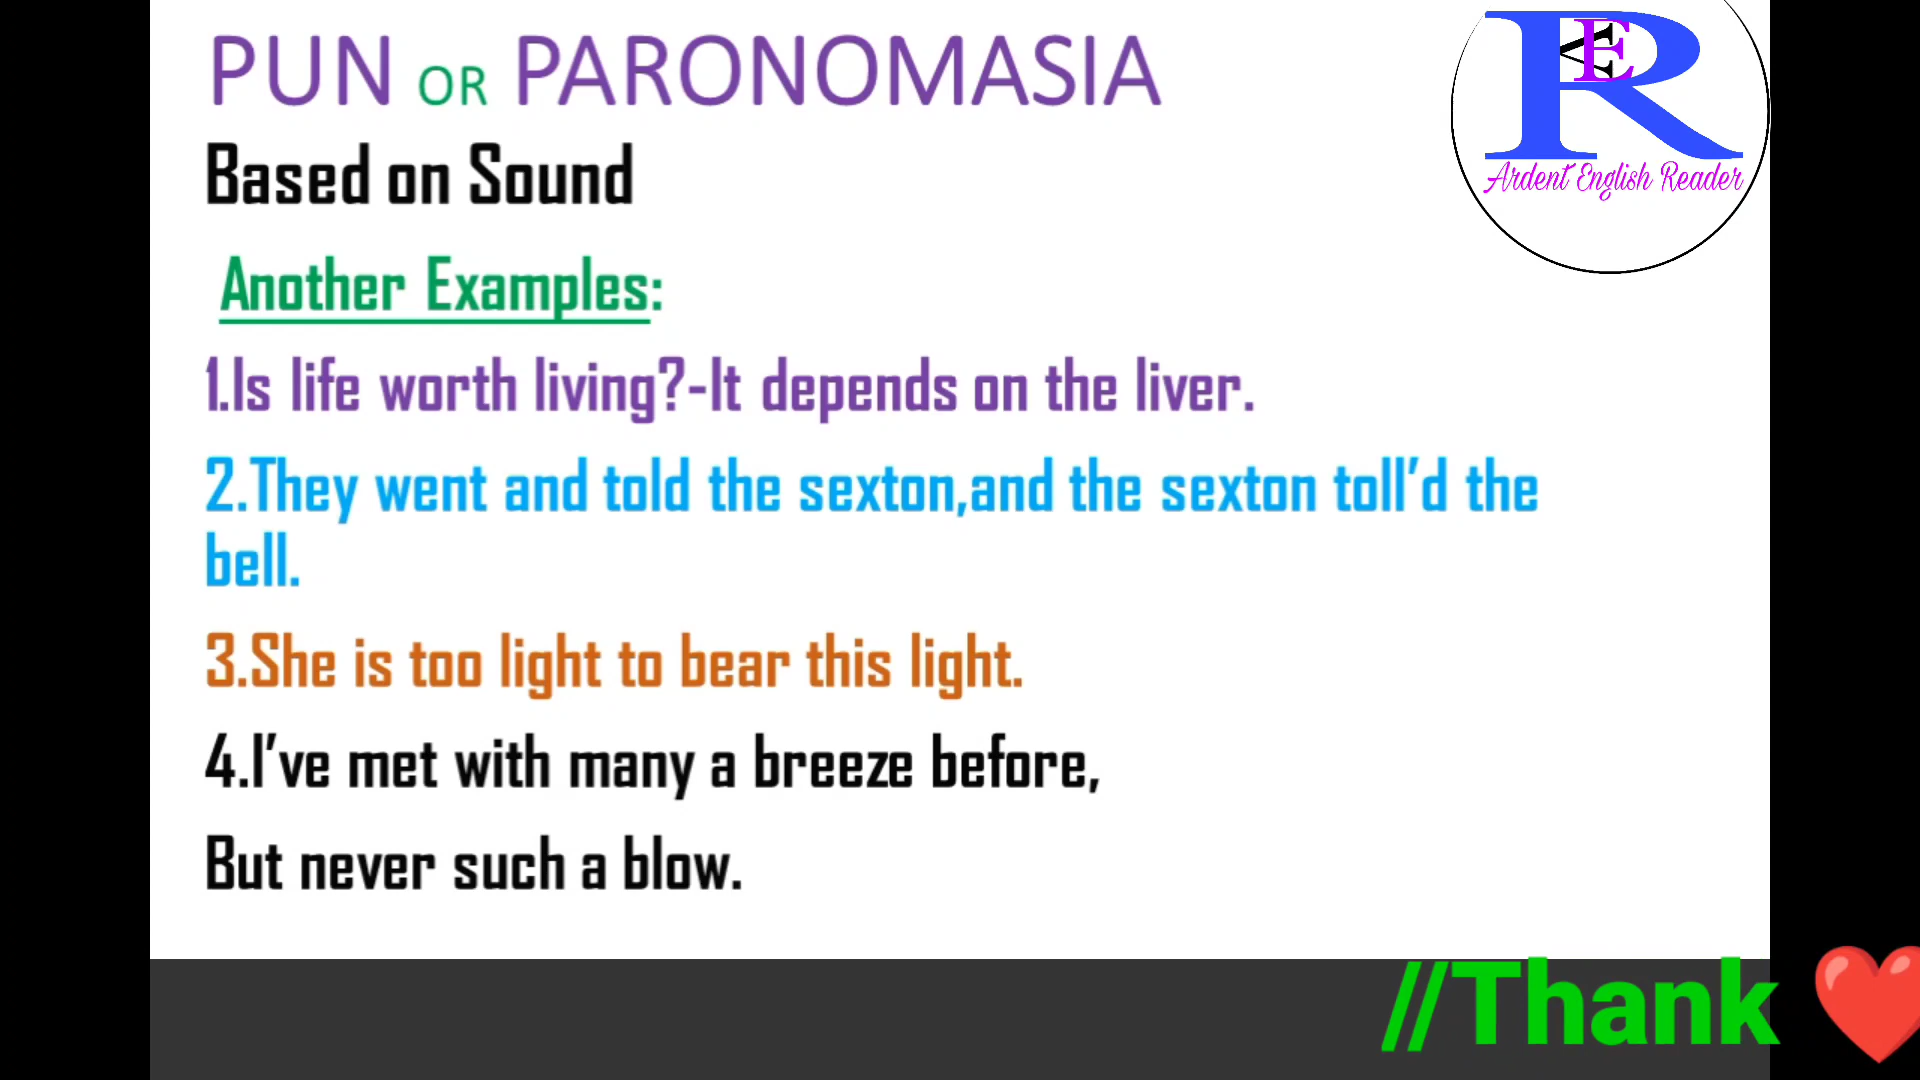 PUN OR PARONOMASIA
Based on Sound
Another Examples:
1.Is life worth living?-It depends on the liver.
2.They went and told the sexton,and the sexton toll’d the
bell.
3.She is too light to bear this light.
4.I’ve met with many a breeze before,
But never such a blow.
AER
Ardent English Reader
//Thank ❤️